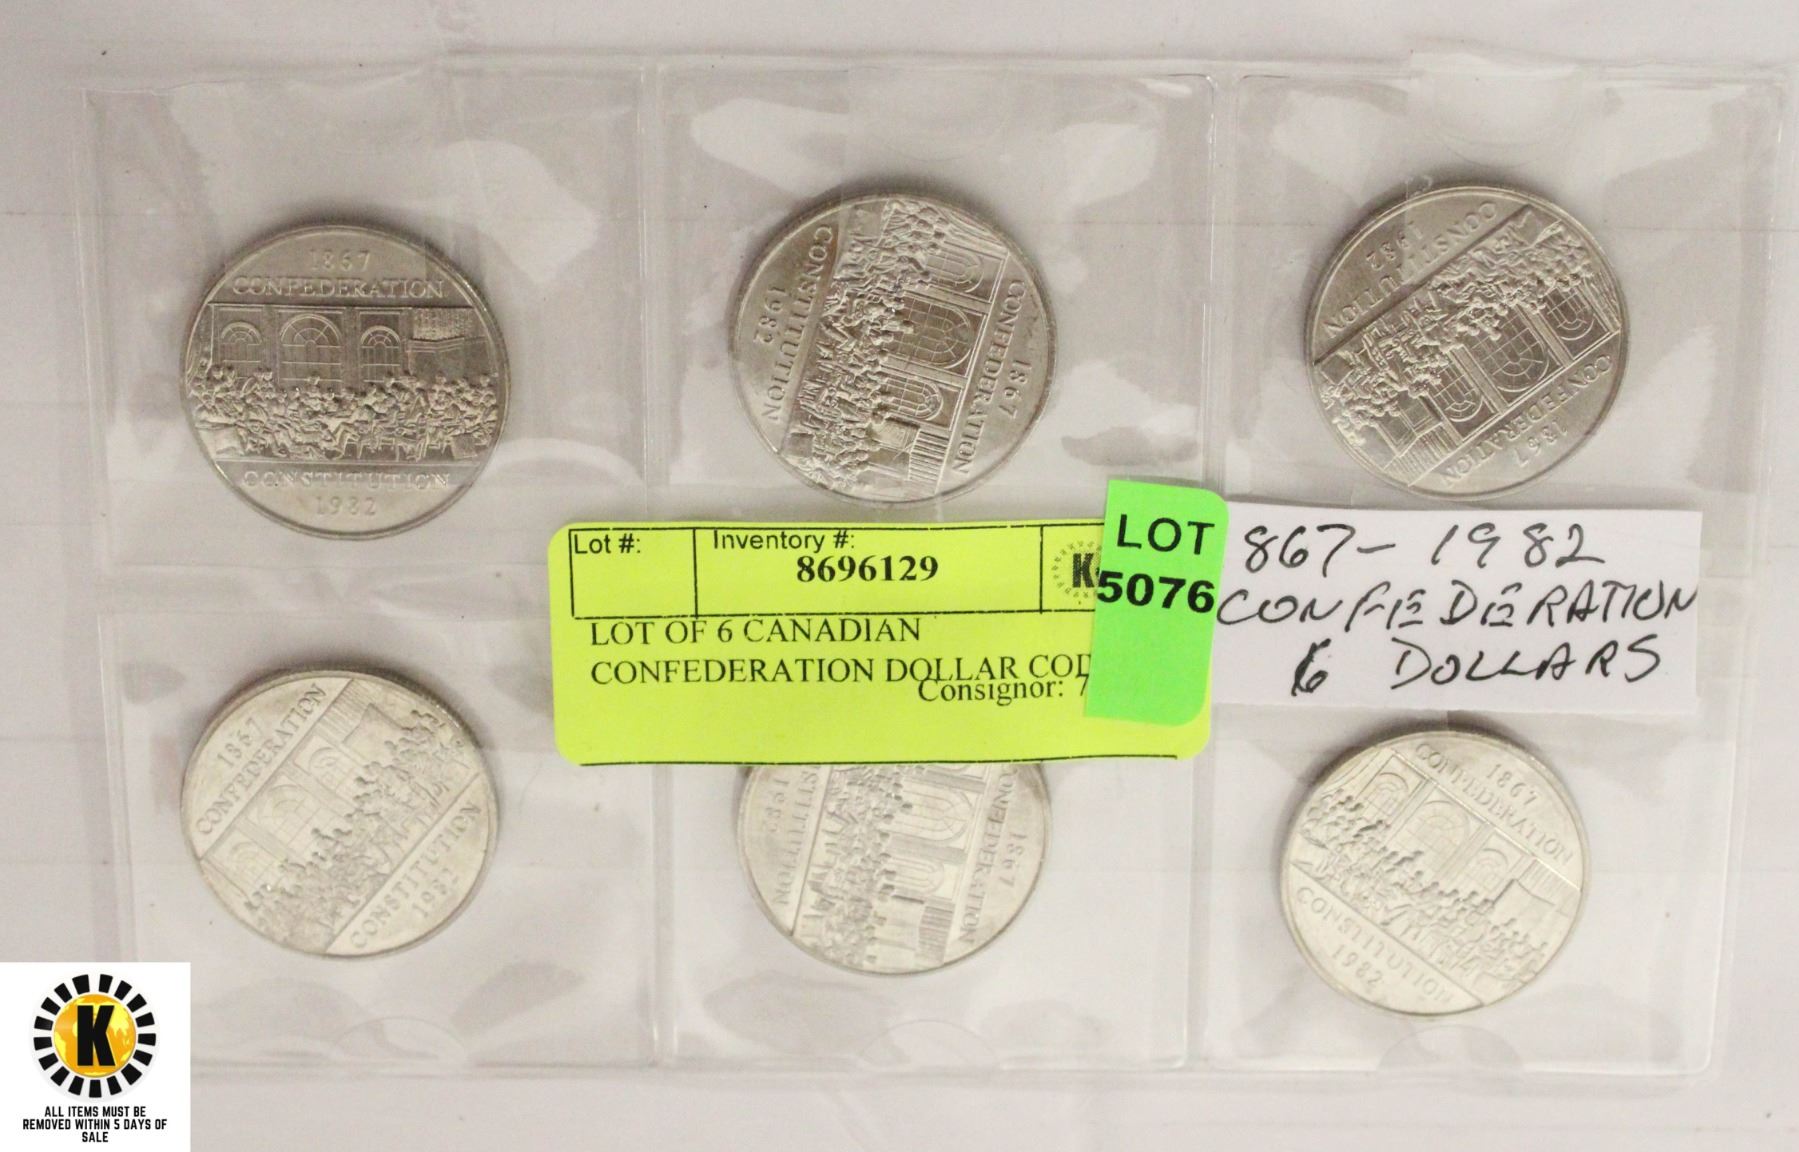 1867
CONFEDERATION
CONSTITUTION
1982
CONSTITUTION
1982
1867
CONFEDERATION
CONSTITUTION
1982
1867
CONFEDERATION
Lot #:
Inventory #:
8696129
K
LOT OF 6 CANADIAN
CONFEDERATION DOLLAR
Consignor: 7
LOT
5076
867-1982
CONFEDERATION
6 DOLLARS
1867
CONFEDERATION
CONSTITUTION
1982
1867
CONFEDERATION
1867
CONFEDERATION
CONSTITUTION
1982
K
ALL ITEMS MUST BE
REMOVED WITHIN 5 DAYS OF
SALE